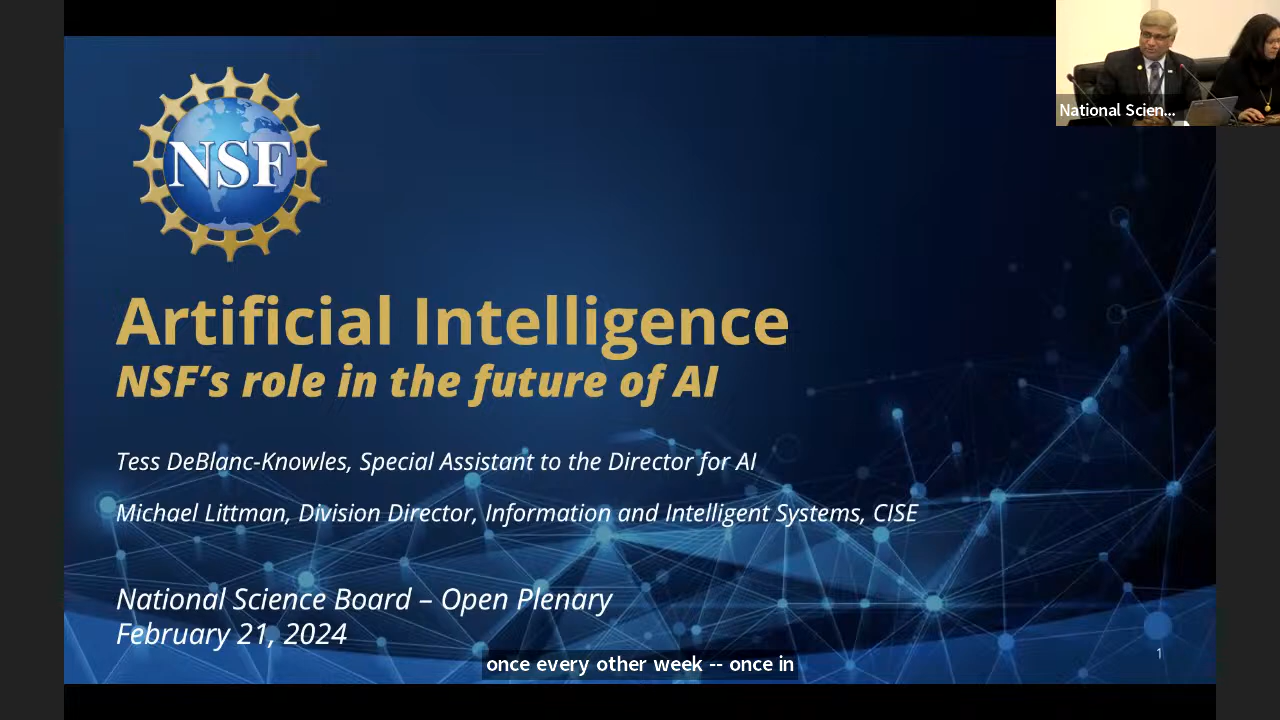 National Scien...
NSF
Artificial Intelligence
NSF's role in the future of AI
Tess DeBlanc-Knowles, Special Assistant to the Director for AI
Michael Littman, Division Director, Information and Intelligent Systems, CISE
National Science Board – Open Plenary
February 21, 2024
once every other week -- once in
1